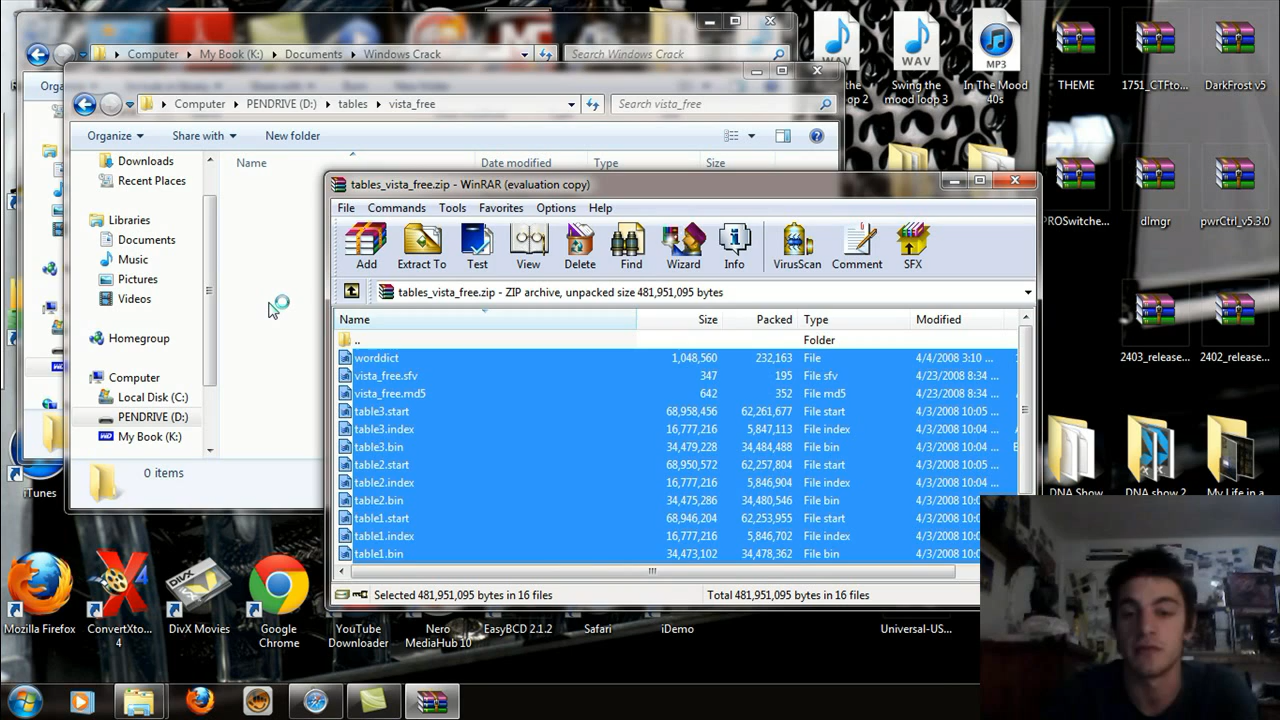 Computer ▸ My Book (K:) ▸ Documents ▸ Windows Crack
Search Windows Crack
Computer ▸ PENDRIVE (D:) ▸ tables ▸ vista_free
Search vista_free
Organize
Share with
New folder
Name
Date modified
Type
Size
Downloads
Recent Places
Libraries
Documents
Music
Pictures
Videos
Homegroup
Computer
Local Disk (C:)
PENDRIVE (D:)
My Book (K:)
0 items
tables_vista_free.zip - WinRAR (evaluation copy)
File Commands Tools Favorites Options Help
Add Extract To Test View Delete Find Wizard Info VirusScan Comment SFX
tables_vista_free.zip - ZIP archive, unpacked size 481,951,095 bytes
Name Size Packed Type Modified
.. Folder
worddict 1,048,560 232,163 File 4/4/2008 3:10 ...
vista_free.sfv 347 195 File sfv 4/23/2008 8:34 ...
vista_free.md5 642 352 File md5 4/23/2008 8:34 ...
table3.start 68,958,456 62,261,677 File start 4/3/2008 10:05 ...
table3.index 16,777,216 5,847,113 File index 4/3/2008 10:04 ...
table3.bin 34,479,228 34,484,488 File bin 4/3/2008 10:04 ...
table2.start 68,950,572 62,257,804 File start 4/3/2008 10:05 ...
table2.index 16,777,216 5,846,904 File index 4/3/2008 10:04 ...
table2.bin 34,475,286 34,480,546 File bin 4/3/2008 10:04 ...
table1.start 68,946,204 62,253,955 File start 4/3/2008 10:0
table1.index 16,777,216 5,846,702 File index 4/3/2008 10:0
table1.bin 34,473,102 34,478,362 File bin 4/3/2008 10:0
Selected 481,951,095 bytes in 16 files
Total 481,951,095 bytes in 16 files
WAV
WAV
MP3
the loop 2
Swing the mood loop 3
In The Mood 40s
THEME
1751_CTFto...
DarkFrost v5
PROSwitche...
dlmgr
pwrCtrl_v5.3.0
2403_release...
2402_release...
DNA Show
DNA show 2
My Life in a
iTunes
Mozilla Firefox
ConvertXto... 4
DivX Movies
Google Chrome
YouTube Downloader
Nero MediaHub 10
EasyBCD 2.1.2
Safari
iDemo
Universal-US...